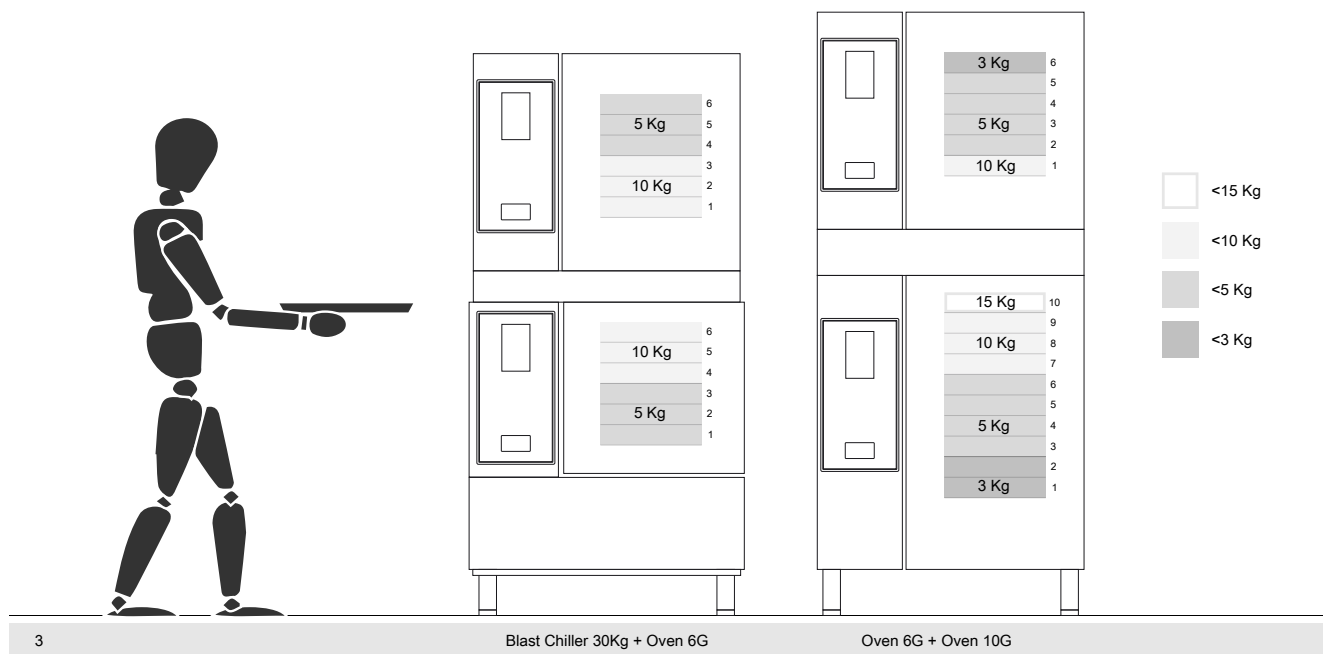 6
5 Kg 5
4
3
10 Kg 2
1
6
10 Kg 5
4
3
5 Kg 2
1
3 Kg 6
5
4
5 Kg 3
2
10 Kg 1
15 Kg 10
9
10 Kg 8
7
6
5
5 Kg 4
3
2
3 Kg 1
<15 Kg
<10 Kg
<5 Kg
<3 Kg
3 Blast Chiller 30Kg + Oven 6G Oven 6G + Oven 10G